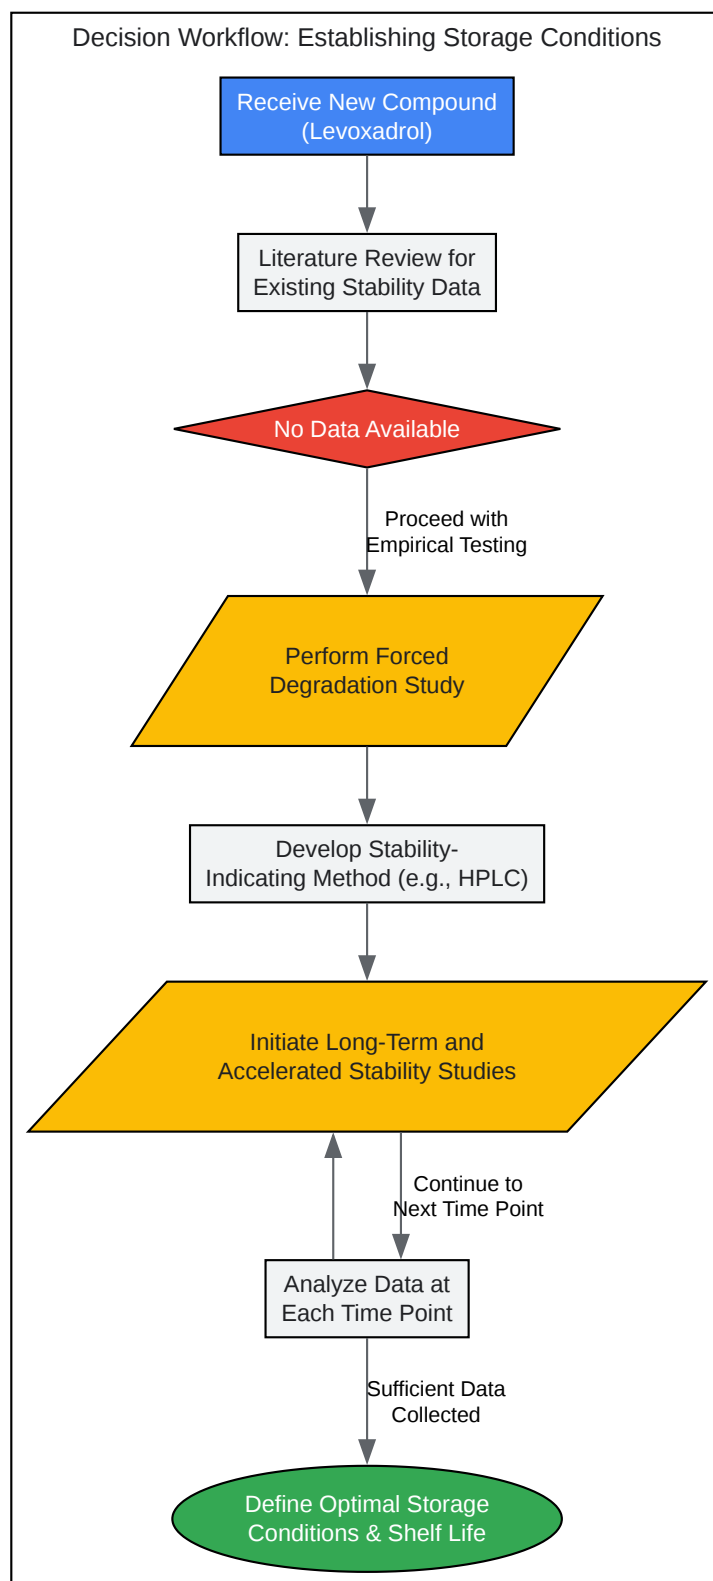 Decision Workflow: Establishing Storage Conditions
Receive New Compound
(Levoxadrol)
Literature Review for
Existing Stability Data
No Data Available
Proceed with
Empirical Testing
Perform Forced
Degradation Study
Develop Stability-
Indicating Method (e.g., HPLC)
Initiate Long-Term and
Accelerated Stability Studies
Continue to
Next Time Point
Analyze Data at
Each Time Point
Sufficient Data
Collected
Define Optimal Storage
Conditions & Shelf Life